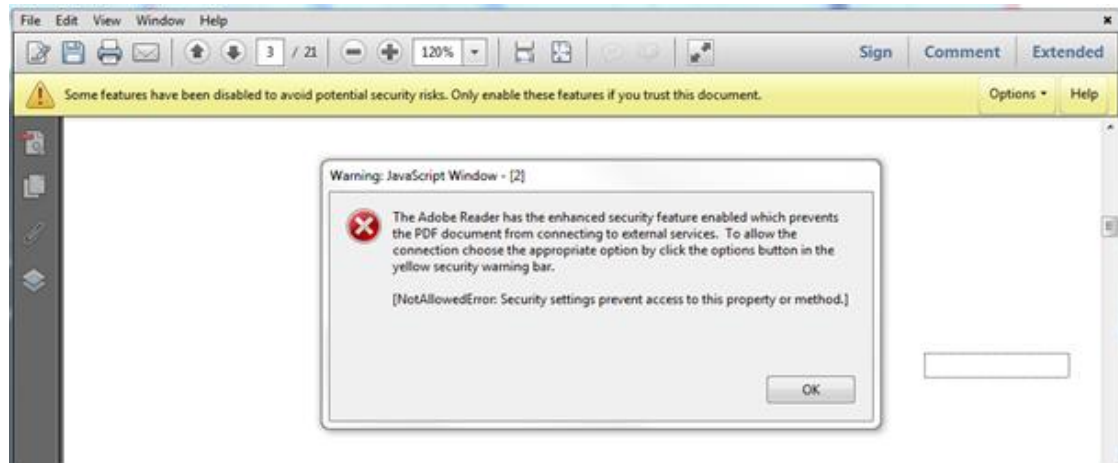 File Edit View Window Help
3 / 21 120% Sign Comment Extended
Some features have been disabled to avoid potential security risks. Only enable these features if you trust this document. Options Help
Warning: JavaScript Window - [2]
The Adobe Reader has the enhanced security feature enabled which prevents
the PDF document from connecting to external services. To allow the
connection choose the appropriate option by click the options button in the
yellow security warning bar.
[NotAllowedError: Security settings prevent access to this property or method.]
OK